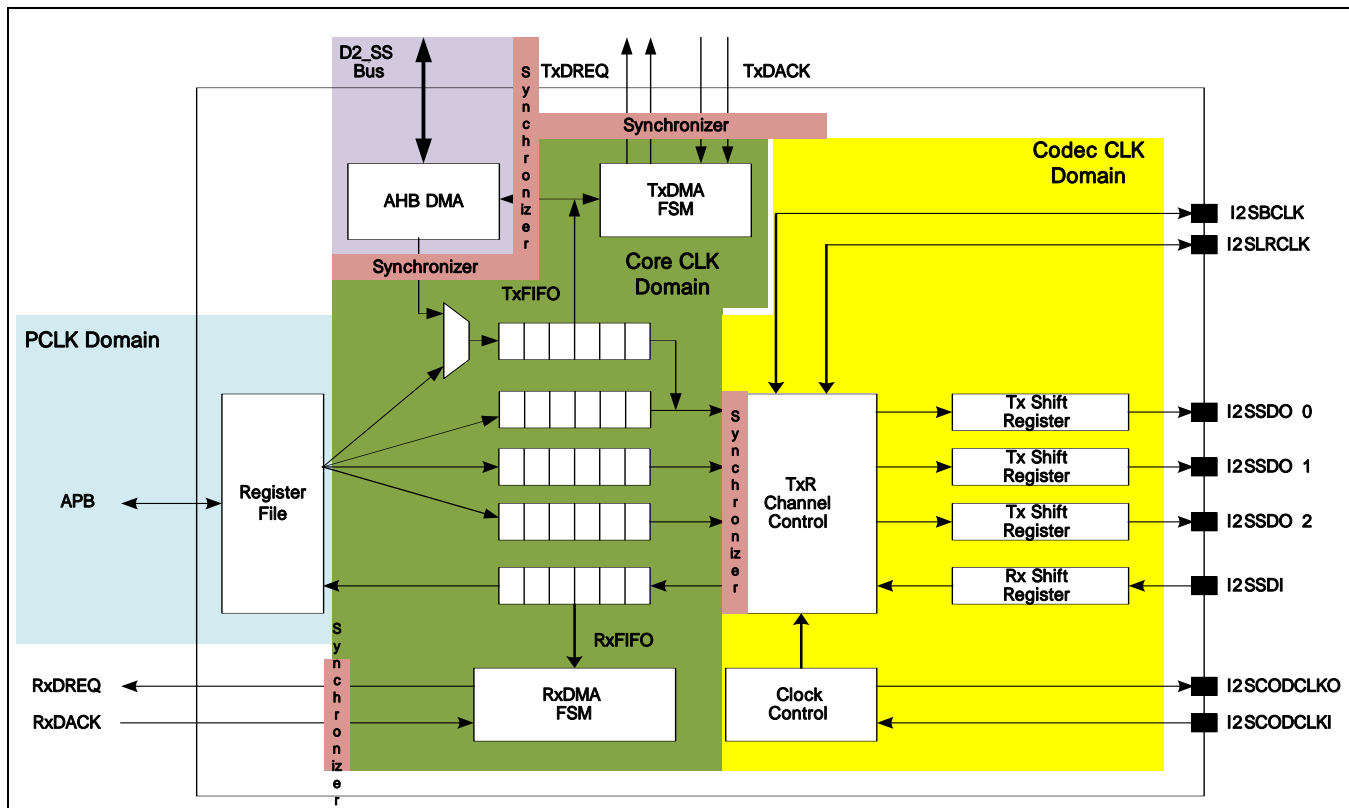 D2_SS
Bus
Synchronizer
TxDREQ
TxDACK
Synchronizer
AHB DMA
TxDMA
FSM
Codec CLK
Domain
I2SBCLK
I2SLRCLK
Synchronizer
Core CLK
Domain
TxFIFO
PCLK Domain
Synchronizer
APB
Register
File
TxR
Channel
Control
Tx Shift
Register
I2SSDO 0
Tx Shift
Register
I2SSDO 1
Tx Shift
Register
I2SSDO 2
Rx Shift
Register
I2SSDI
RxFIFO
Synchronizer
RxDREQ
RxDACK
RxDMA
FSM
Clock
Control
I2SCODCLKO
I2SCODCLKI